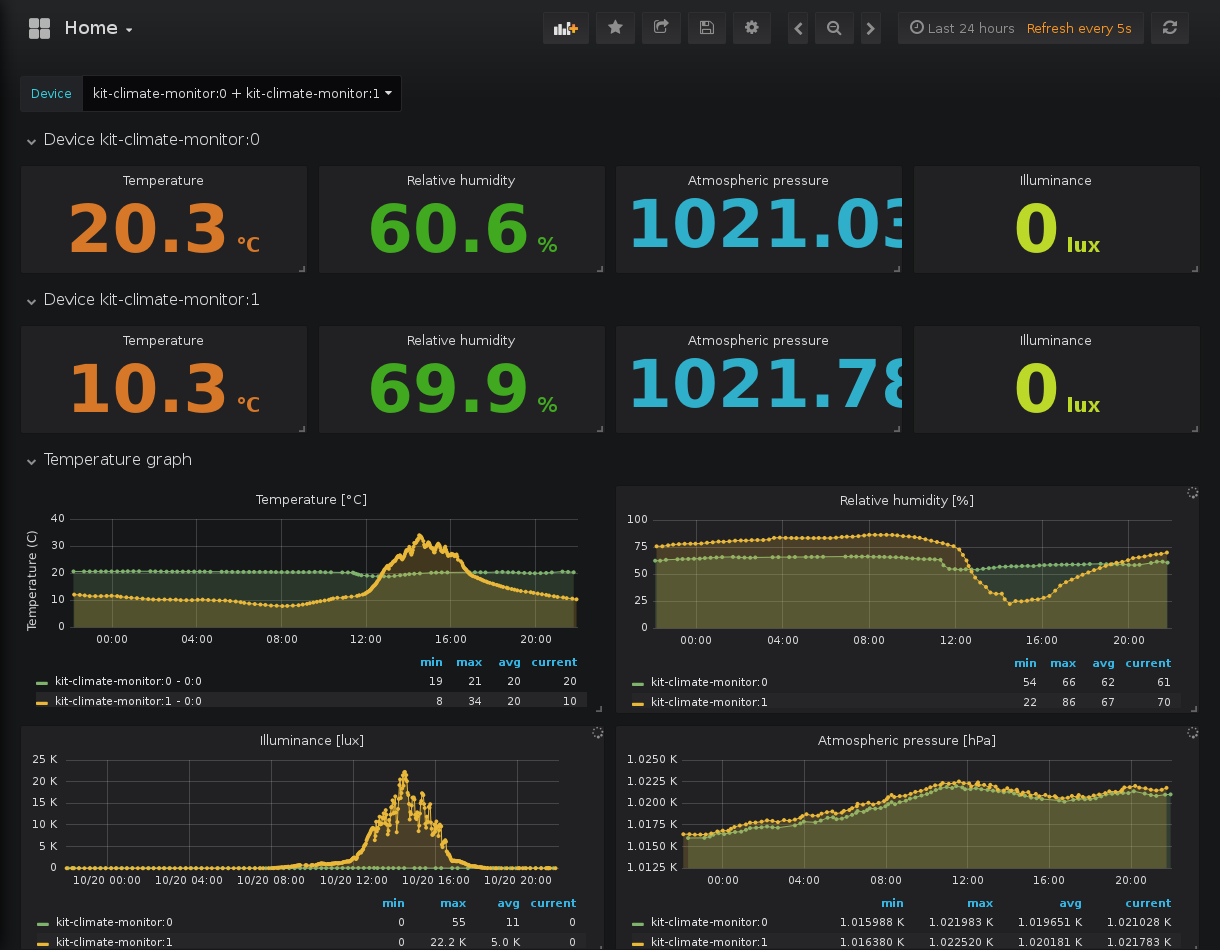 Home
Last 24 hours Refresh every 5s
Device kit-climate-monitor:0 + kit-climate-monitor:1
Device kit-climate-monitor:0
Temperature Relative humidity Atmospheric pressure Illuminance
20.3 °C 60.6 % 1021.03 0 lux
Device kit-climate-monitor:1
Temperature Relative humidity Atmospheric pressure Illuminance
10.3 °C 69.9 % 1021.78 0 lux
Temperature graph
Temperature [°C]
Temperature (C)
40
30
20
10
0
00:00 04:00 08:00 12:00 16:00 20:00
min max avg current
kit-climate-monitor:0 - 0:0 19 21 20 20
kit-climate-monitor:1 - 0:0 8 34 20 10
Relative humidity [%]
100
75
50
25
0
00:00 04:00 08:00 12:00 16:00 20:00
min max avg current
kit-climate-monitor:0 54 66 62 61
kit-climate-monitor:1 22 86 67 70
Illuminance [lux]
25 K
20 K
15 K
10 K
5 K
0
10/20 00:00 10/20 04:00 10/20 08:00 10/20 12:00 10/20 16:00 10/20 20:00
min max avg current
kit-climate-monitor:0 0 55 11 0
kit-climate-monitor:1 0 22.2 K 5.0 K 0
Atmospheric pressure [hPa]
1.0250 K
1.0225 K
1.0200 K
1.0175 K
1.0150 K
1.0125 K
00:00 04:00 08:00 12:00 16:00 20:00
min max avg current
kit-climate-monitor:0 1.015988 K 1.021983 K 1.019651 K 1.021028 K
kit-climate-monitor:1 1.016380 K 1.022520 K 1.020181 K 1.021783 K